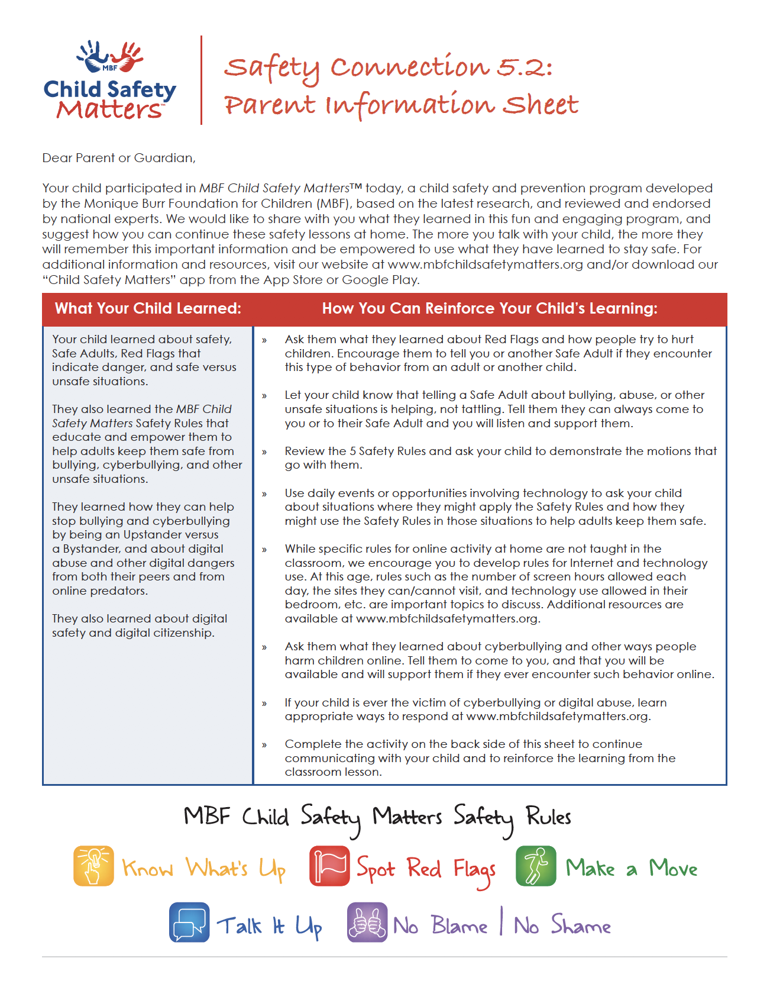 MBF
Child Safety
Matters™
Safety Connection 5.2:
Parent Information Sheet
Dear Parent or Guardian,
Your child participated in MBF Child Safety Matters™ today, a child safety and prevention program developed
by the Monique Burr Foundation for Children (MBF), based on the latest research, and reviewed and endorsed
by national experts. We would like to share with you what they learned in this fun and engaging program, and
suggest how you can continue these safety lessons at home. The more you talk with your child, the more they
will remember this important information and be empowered to use what they have learned to stay safe. For
additional information and resources, visit our website at www.mbfchildsafetymatters.org and/or download our
“Child Safety Matters” app from the App Store or Google Play.
What Your Child Learned:
Your child learned about safety,
Safe Adults, Red Flags that
indicate danger, and safe versus
unsafe situations.
They also learned the MBF Child
Safety Matters Safety Rules that
educate and empower them to
help adults keep them safe from
bullying, cyberbullying, and other
unsafe situations.
They learned how they can help
stop bullying and cyberbullying
by being an Upstander versus
a Bystander, and about digital
abuse and other digital dangers
from both their peers and from
online predators.
They also learned about digital
safety and digital citizenship.
How You Can Reinforce Your Child’s Learning:
» Ask them what they learned about Red Flags and how people try to hurt
children. Encourage them to tell you or another Safe Adult if they encounter
this type of behavior from an adult or another child.
» Let your child know that telling a Safe Adult about bullying, abuse, or other
unsafe situations is helping, not tattling. Tell them they can always come to
you or to their Safe Adult and you will listen and support them.
» Review the 5 Safety Rules and ask your child to demonstrate the motions that
go with them.
» Use daily events or opportunities involving technology to ask your child
about situations where they might apply the Safety Rules and how they
might use the Safety Rules in those situations to help adults keep them safe.
» While specific rules for online activity at home are not taught in the
classroom, we encourage you to develop rules for Internet and technology
use. At this age, rules such as the number of screen hours allowed each
day, the sites they can/cannot visit, and technology use allowed in their
bedroom, etc. are important topics to discuss. Additional resources are
available at www.mbfchildsafetymatters.org.
» Ask them what they learned about cyberbullying and other ways people
harm children online. Tell them to come to you, and that you will be
available and will support them if they ever encounter such behavior online.
» If your child is ever the victim of cyberbullying or digital abuse, learn
appropriate ways to respond at www.mbfchildsafetymatters.org.
» Complete the activity on the back side of this sheet to continue
communicating with your child and to reinforce the learning from the
classroom lesson.
MBF Child Safety Matters Safety Rules
Know What's Up
Spot Red Flags
Make a Move
Talk It Up
No Blame | No Shame